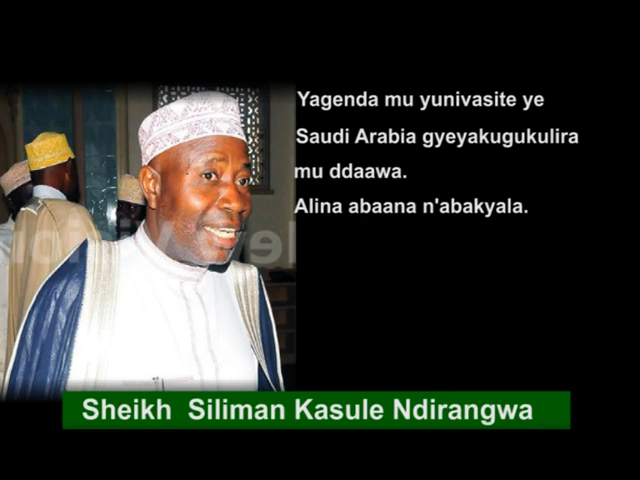 Yagenda mu yunivasite ye
Saudi Arabia gyeyakugukulira
mu ddaawa.
Alina abaana n'abakyala.
Sheikh Siliman Kasule Ndirangwa